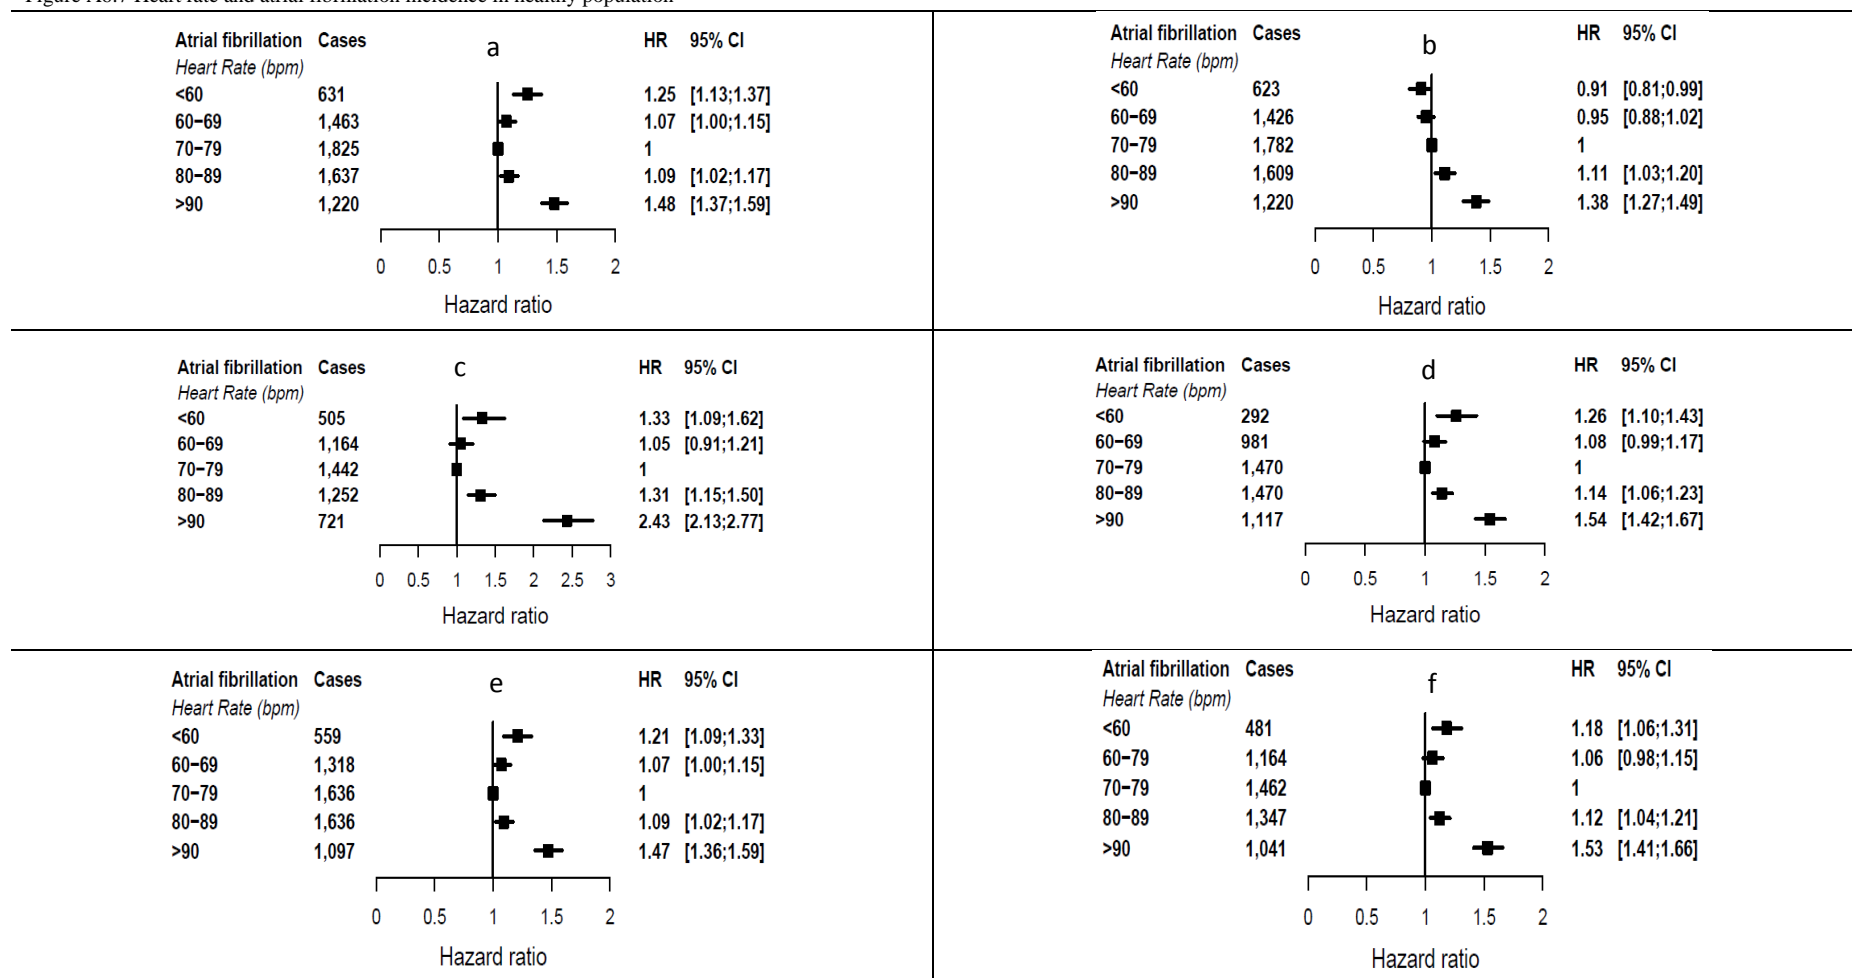 Figure A8.7 Heart rate and atrial fibrillation incidence in healthy population
Atrial fibrillation Cases a HR 95% CI
Heart Rate (bpm)
<60 631 1.25 [1.13;1.37]
60−69 1,463 1.07 [1.00;1.15]
70−79 1,825 1
80−89 1,637 1.09 [1.02;1.17]
>90 1,220 1.48 [1.37;1.59]
0 0.5 1 1.5 2
Hazard ratio
Atrial fibrillation Cases b HR 95% CI
Heart Rate (bpm)
<60 623 0.91 [0.81;0.99]
60−69 1,426 0.95 [0.88;1.02]
70−79 1,782 1
80−89 1,609 1.11 [1.03;1.20]
>90 1,220 1.38 [1.27;1.49]
0 0.5 1 1.5 2
Hazard ratio
Atrial fibrillation Cases c HR 95% CI
Heart Rate (bpm)
<60 505 1.33 [1.09;1.62]
60−69 1,164 1.05 [0.91;1.21]
70−79 1,442 1
80−89 1,252 1.31 [1.15;1.50]
>90 721 2.43 [2.13;2.77]
0 0.5 1 1.5 2 2.5 3
Hazard ratio
Atrial fibrillation Cases d HR 95% CI
Heart Rate (bpm)
<60 292 1.26 [1.10;1.43]
60−69 981 1.08 [0.99;1.17]
70−79 1,470 1
80−89 1,470 1.14 [1.06;1.23]
>90 1,117 1.54 [1.42;1.67]
0 0.5 1 1.5 2
Hazard ratio
Atrial fibrillation Cases e HR 95% CI
Heart Rate (bpm)
<60 559 1.21 [1.09;1.33]
60−69 1,318 1.07 [1.00;1.15]
70−79 1,636 1
80−89 1,636 1.09 [1.02;1.17]
>90 1,097 1.47 [1.36;1.59]
0 0.5 1 1.5 2
Hazard ratio
Atrial fibrillation Cases f HR 95% CI
Heart Rate (bpm)
<60 481 1.18 [1.06;1.31]
60−79 1,164 1.06 [0.98;1.15]
70−79 1,462 1
80−89 1,347 1.12 [1.04;1.21]
>90 1,041 1.53 [1.41;1.66]
0 0.5 1 1.5 2
Hazard ratio